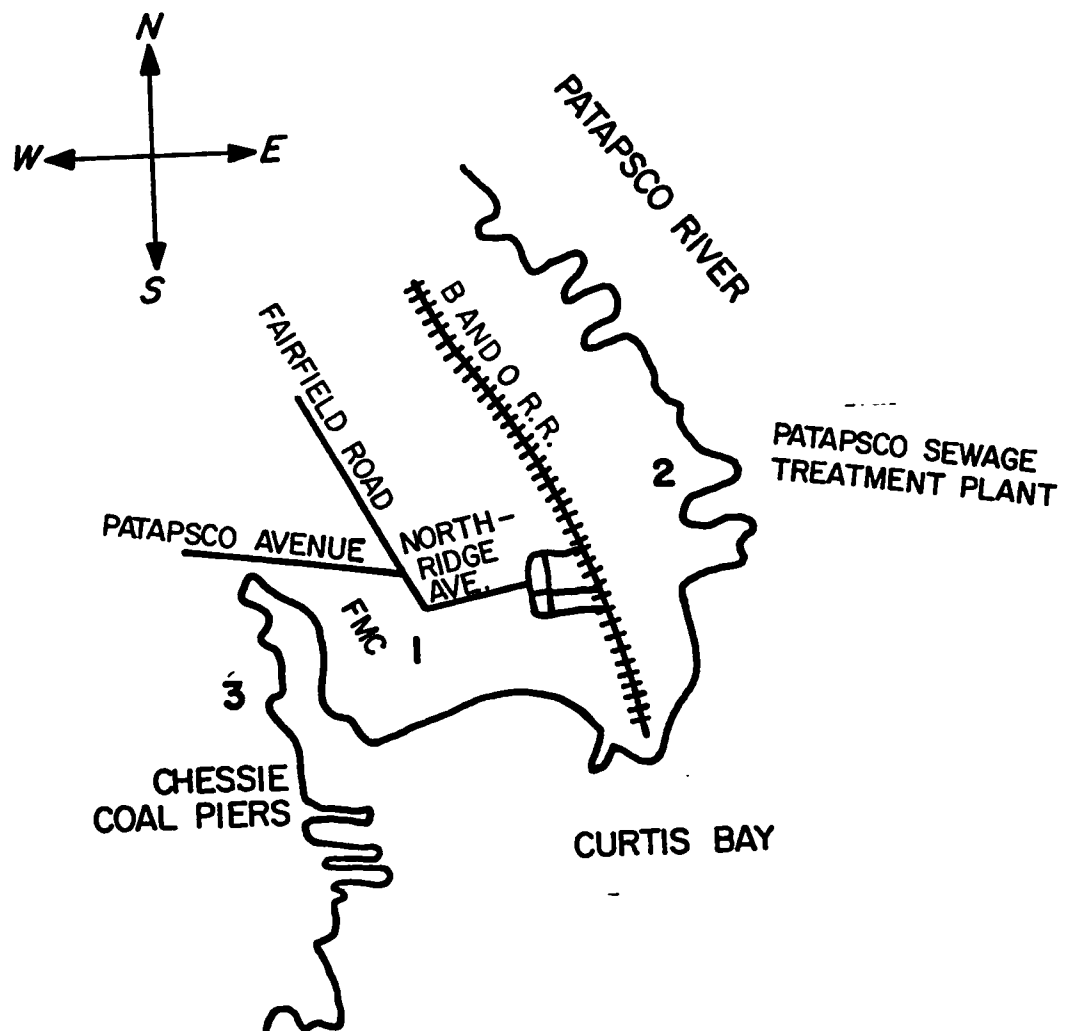 N
W
E
S
PATAPSCO RIVER
B AND O R.R.
FAIRFIELD ROAD
PATAPSCO SEWAGE
TREATMENT PLANT
2
PATAPSCO AVENUE
NORTH-
RIDGE
AVE.
FMC
1
3
CHESSIE
COAL PIERS
CURTIS BAY